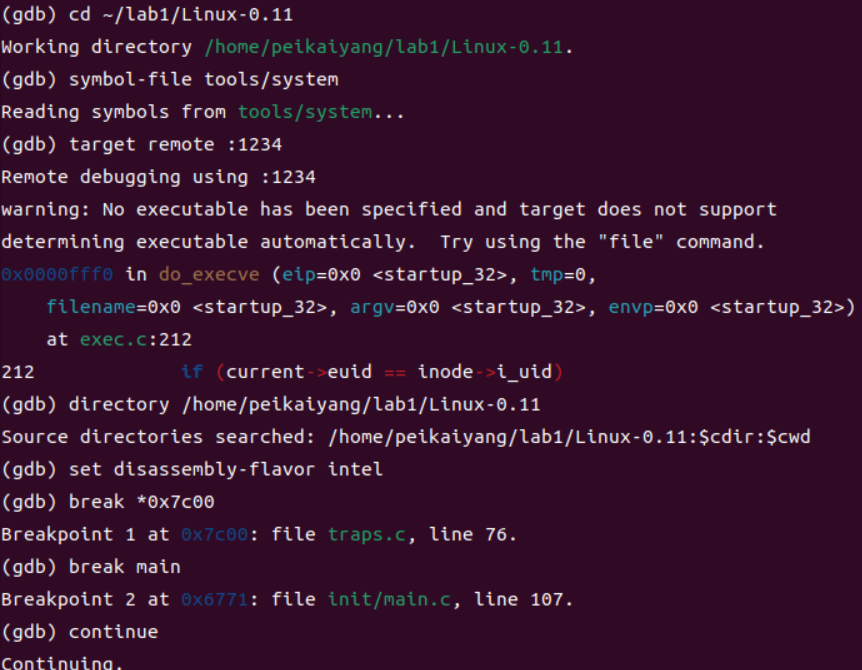 (gdb) cd ~/lab1/Linux-0.11
Working directory /home/peikaiyang/lab1/Linux-0.11.
(gdb) symbol-file tools/system
Reading symbols from tools/system...
(gdb) target remote :1234
Remote debugging using :1234
warning: No executable has been specified and target does not support
determining executable automatically.  Try using the "file" command.
0x0000fff0 in do_execve (eip=0x0 <startup_32>, tmp=0,
    filename=0x0 <startup_32>, argv=0x0 <startup_32>, envp=0x0 <startup_32>)
    at exec.c:212
212             if (current->euid == inode->i_uid)
(gdb) directory /home/peikaiyang/lab1/Linux-0.11
Source directories searched: /home/peikaiyang/lab1/Linux-0.11:$cdir:$cwd
(gdb) set disassembly-flavor intel
(gdb) break *0x7c00
Breakpoint 1 at 0x7c00: file traps.c, line 76.
(gdb) break main
Breakpoint 2 at 0x6771: file init/main.c, line 107.
(gdb) continue
Continuing.